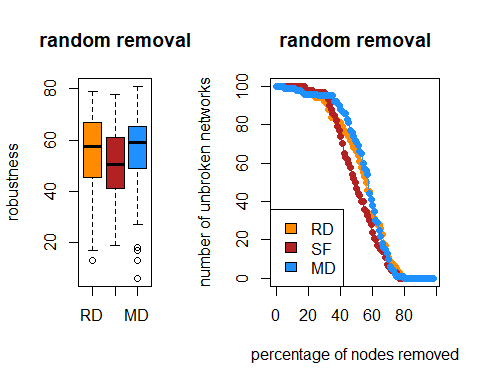 random removal
robustness
20
40
60
80
RD
MD
random removal
number of unbroken networks
0
20
40
60
80
100
RD
SF
MD
0
20
40
60
80
percentage of nodes removed